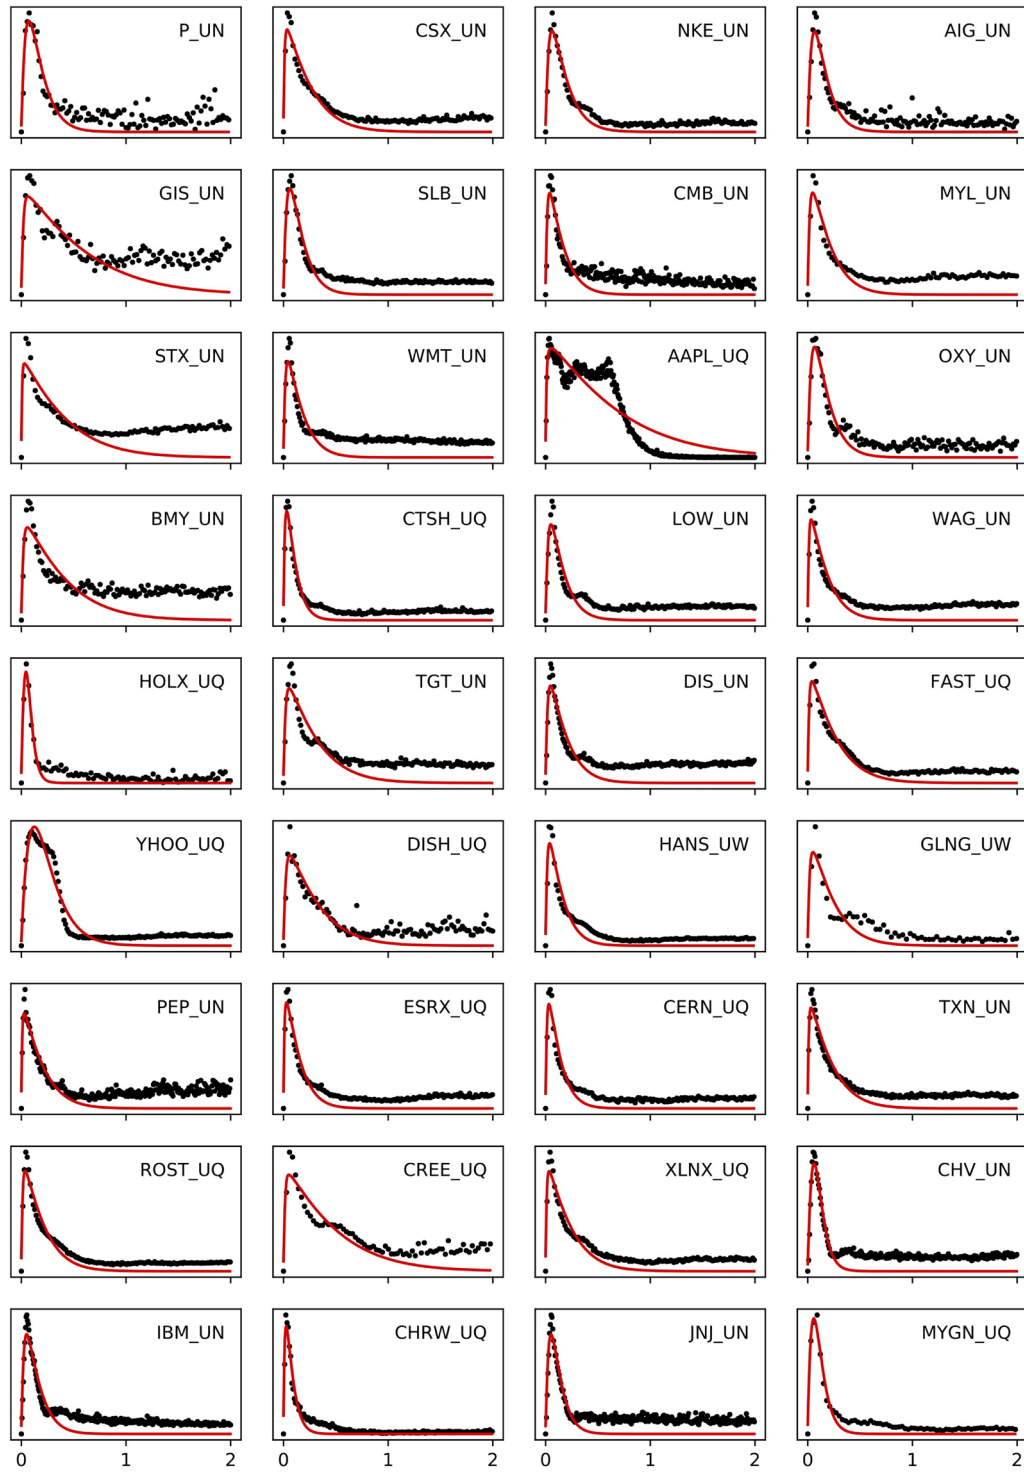 P_UN CSX_UN NKE_UN AIG_UN
GIS_UN SLB_UN CMB_UN MYL_UN
STX_UN WMT_UN AAPL_UQ OXY_UN
BMY_UN CTSH_UQ LOW_UN WAG_UN
HOLX_UQ TGT_UN DIS_UN FAST_UQ
YHOO_UQ DISH_UQ HANS_UW GLNG_UW
PEP_UN ESRX_UQ CERN_UQ TXN_UN
ROST_UQ CREE_UQ XLNX_UQ CHV_UN
IBM_UN CHRW_UQ JNJ_UN MYGN_UQ
0 1 2 0 1 2 0 1 2 0 1 2